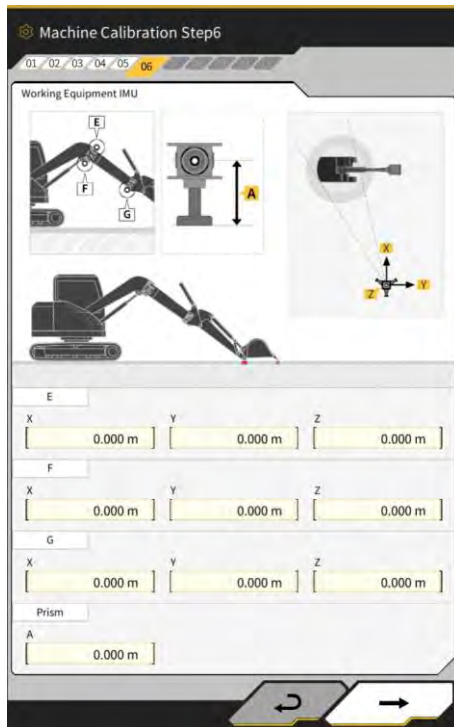 Machine Calibration Step6
01 02 03 04 05 06
Working Equipment IMU
E
F
G
A
X
Y
Z
E
X Y Z
0.000 m 0.000 m 0.000 m
F
X Y Z
0.000 m 0.000 m 0.000 m
G
X Y Z
0.000 m 0.000 m 0.000 m
Prism
A
0.000 m